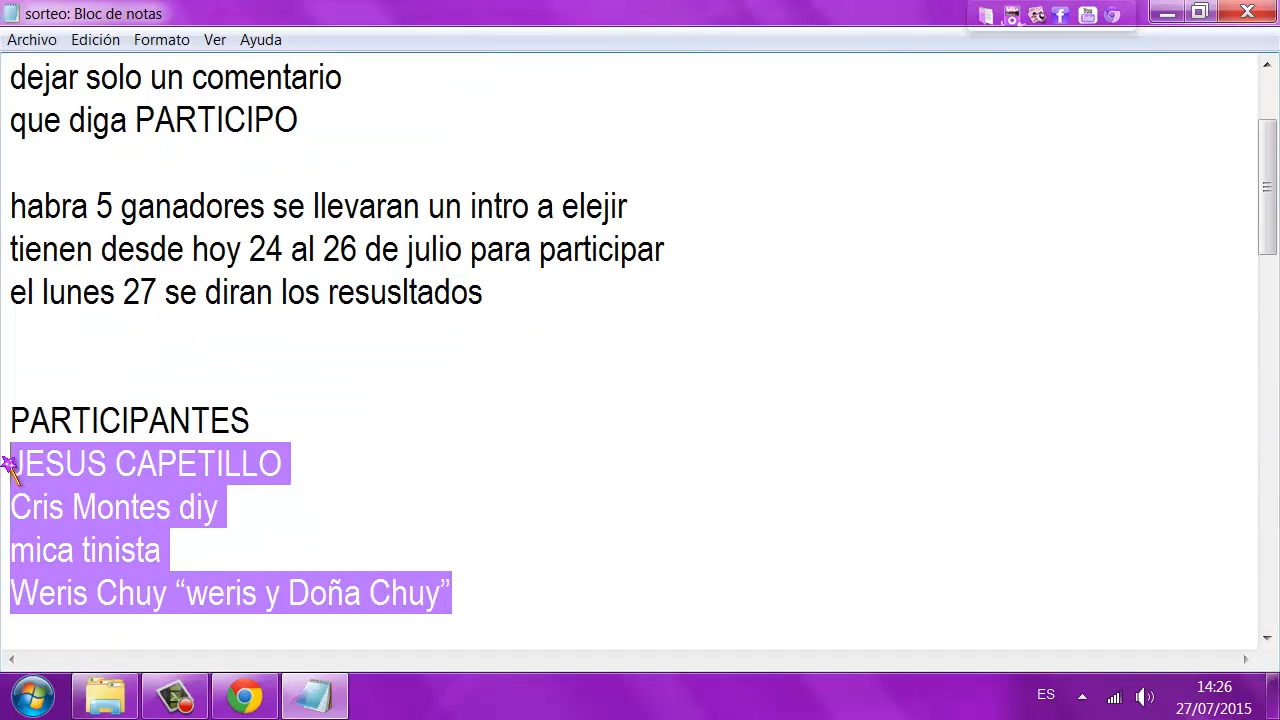 sorteo: Bloc de notas
Archivo Edición Formato Ver Ayuda
dejar solo un comentario
que diga PARTICIPO
habra 5 ganadores se llevaran un intro a elejir
tienen desde hoy 24 al 26 de julio para participar
el lunes 27 se diran los resusltados
PARTICIPANTES
JESUS CAPETILLO
Cris Montes diy
mica tinista
Weris Chuy “weris y Doña Chuy”
ES
14:26
27/07/2015